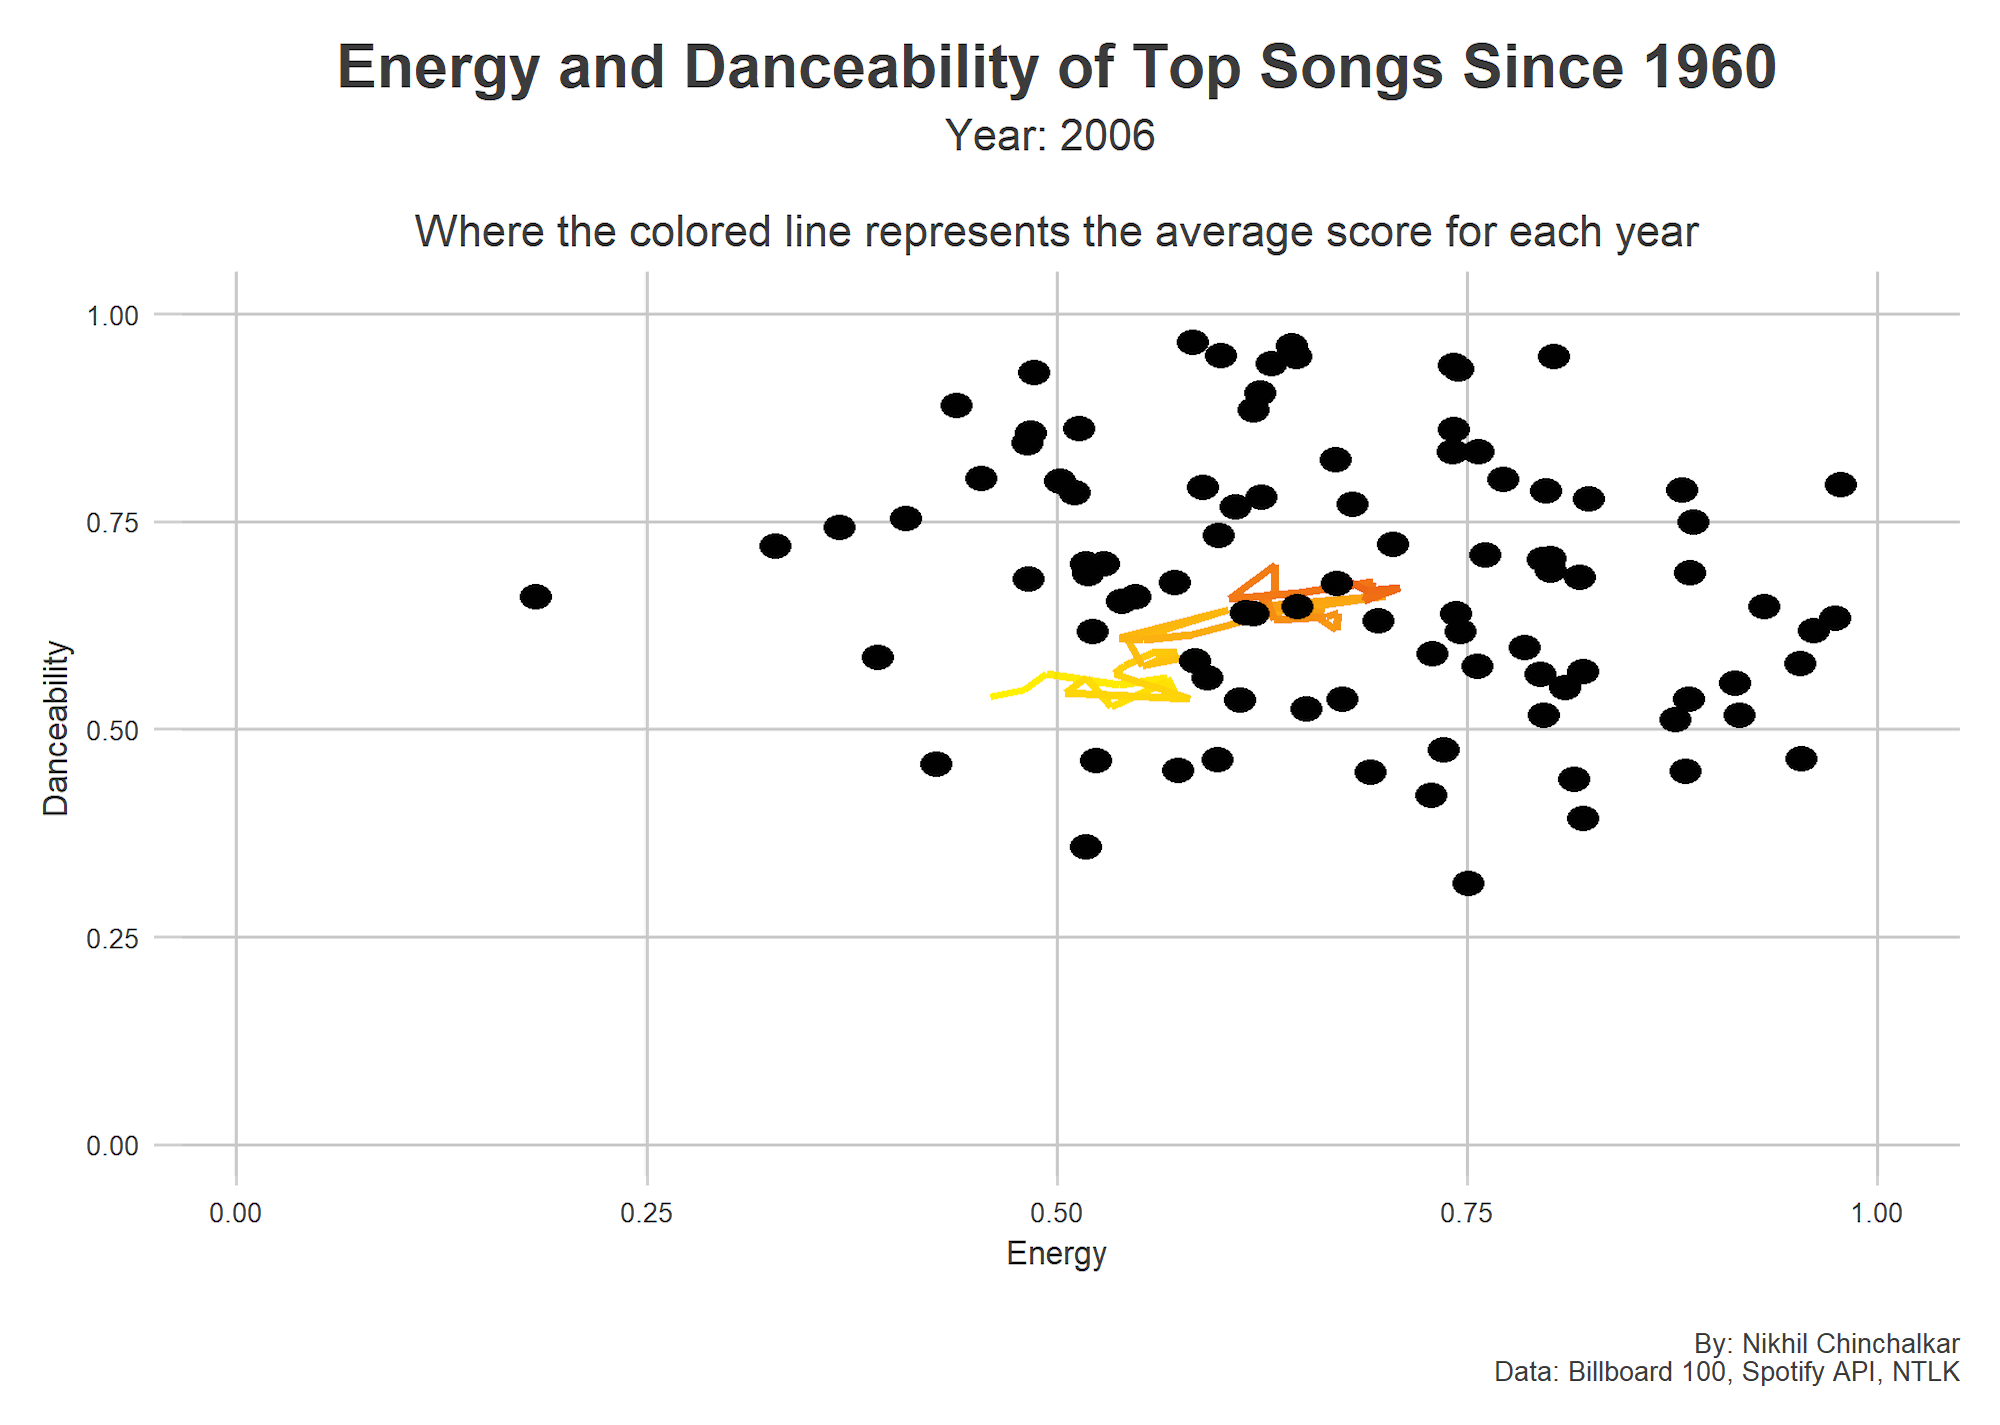 Energy and Danceability of Top Songs Since 1960
Year: 2006
Where the colored line represents the average score for each year
Danceability
1.00
0.75
0.50
0.25
0.00
0.00 0.25 0.50 0.75 1.00
Energy
By: Nikhil Chinchalkar
Data: Billboard 100, Spotify API, NTLK